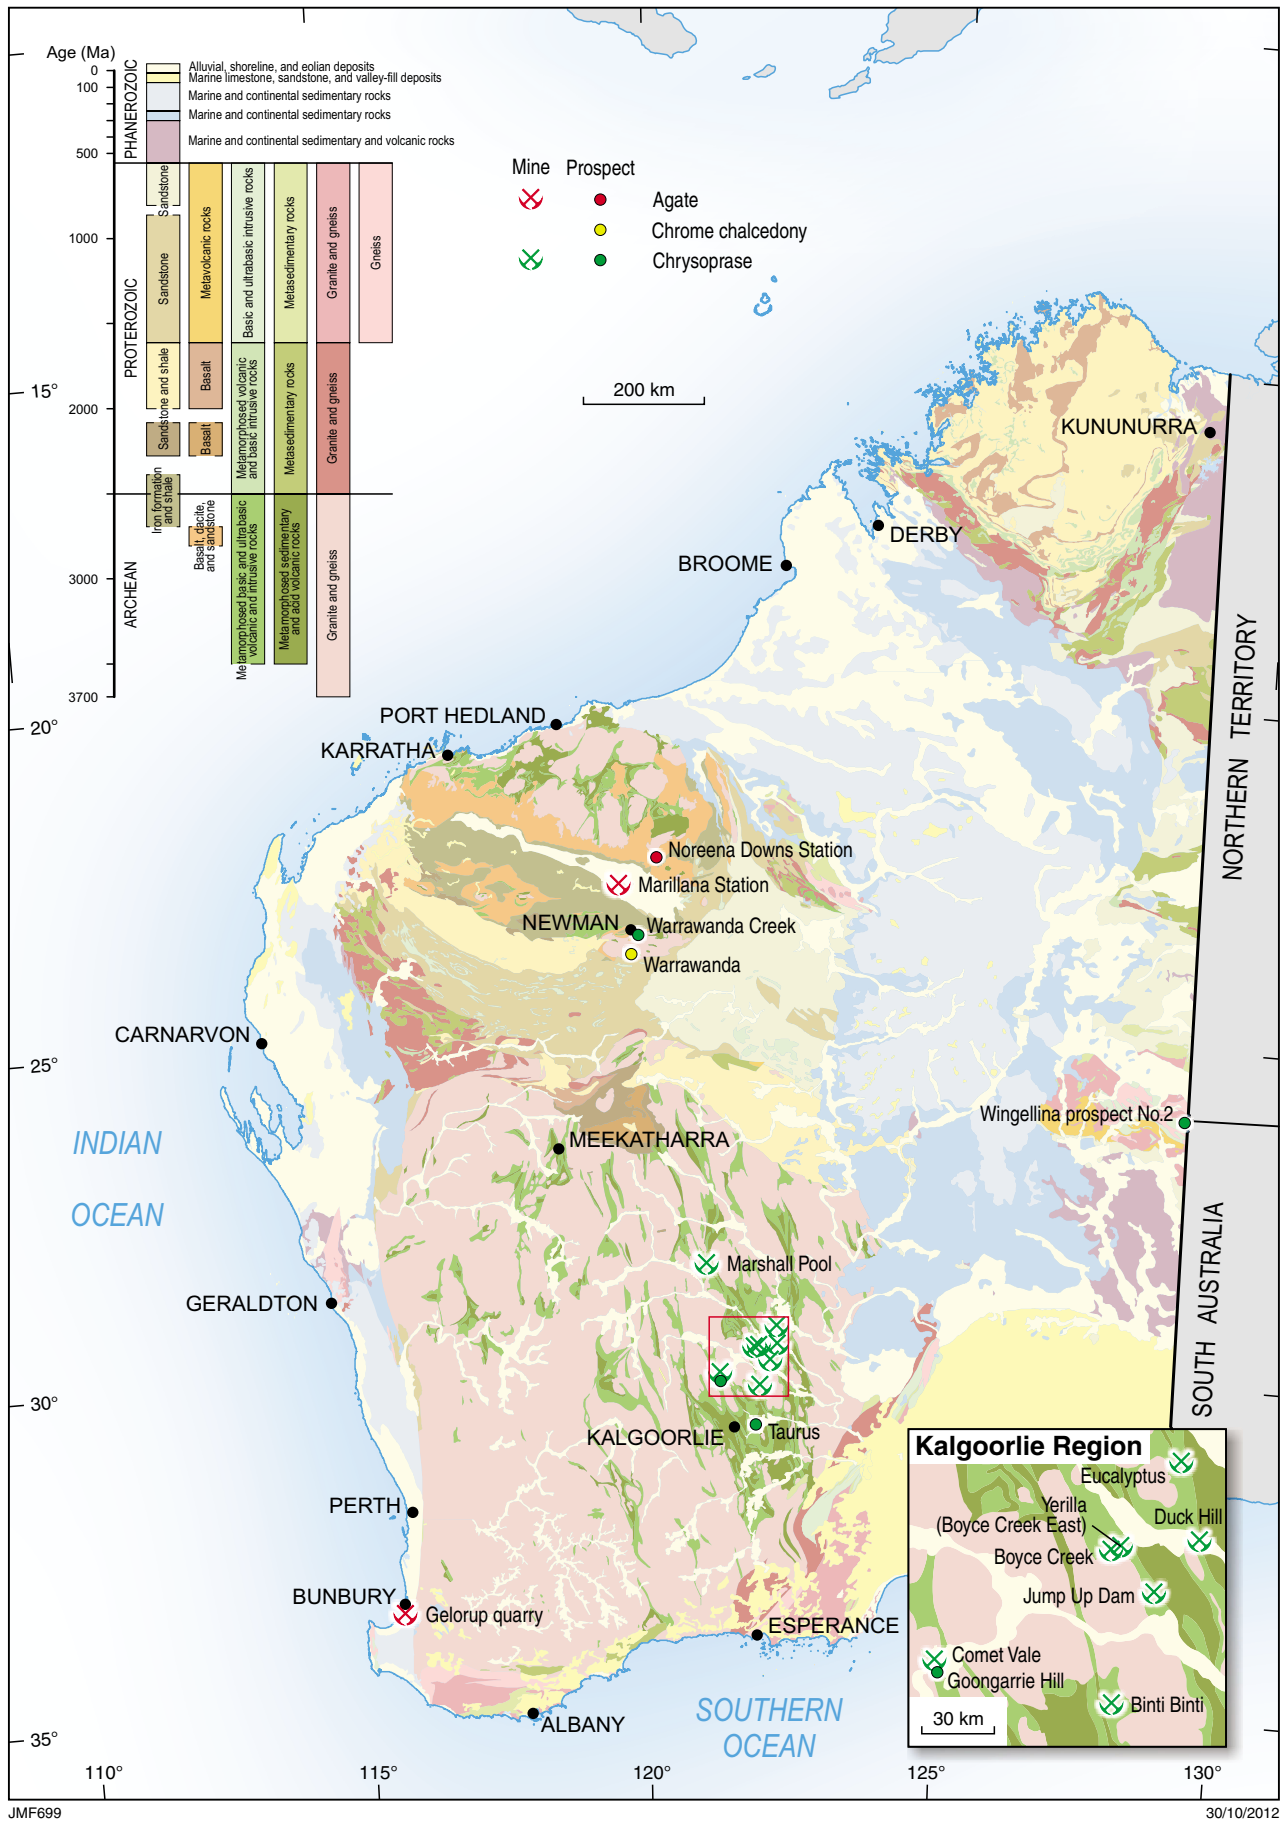 Age (Ma)
0
100
500
1000
2000
3000
3700
PHANEROZOIC
PROTEROZOIC
ARCHEAN
Alluvial, shoreline, and eolian deposits
Marine limestone, sandstone, and valley-fill deposits
Marine and continental sedimentary rocks
Marine and continental sedimentary rocks
Marine and continental sedimentary and volcanic rocks
Sandstone
Sandstone
Sandstone and shale
Sandstone and shale
Iron formation
and shale
Metavolcanic rocks
Basalt
Basalt
Basalt, dacite,
and sandstone
Basic and ultrabasic intrusive rocks
Metamorphosed volcanic
and basic intrusive rocks
Metamorphosed basic and ultrabasic
volcanic and intrusive rocks
Metasedimentary rocks
Metasedimentary rocks
Metamorphosed sedimentary
and acid volcanic rocks
Granite and gneiss
Granite and gneiss
Granite and gneiss
Gneiss
Mine Prospect
Agate
Chrome chalcedony
Chrysoprase
200 km
15°
20°
25°
30°
35°
KUNUNURRA
DERBY
BROOME
PORT HEDLAND
KARRATHA
Noreena Downs Station
Marillana Station
NEWMAN
Warrawanda Creek
Warrawanda
CARNARVON
Wingellina prospect No.2
MEEKATHARRA
INDIAN
OCEAN
NORTHERN TERRITORY
SOUTH AUSTRALIA
Marshall Pool
GERALDTON
KALGOORLIE
Taurus
PERTH
BUNBURY
Gelorup quarry
ESPERANCE
ALBANY
SOUTHERN
OCEAN
Kalgoorlie Region
Eucalyptus
Yerilla
(Boyce Creek East)
Duck Hill
Boyce Creek
Jump Up Dam
Comet Vale
Goongarrie Hill
Binti Binti
30 km
110°
115°
120°
125°
130°
JMF699
30/10/2012